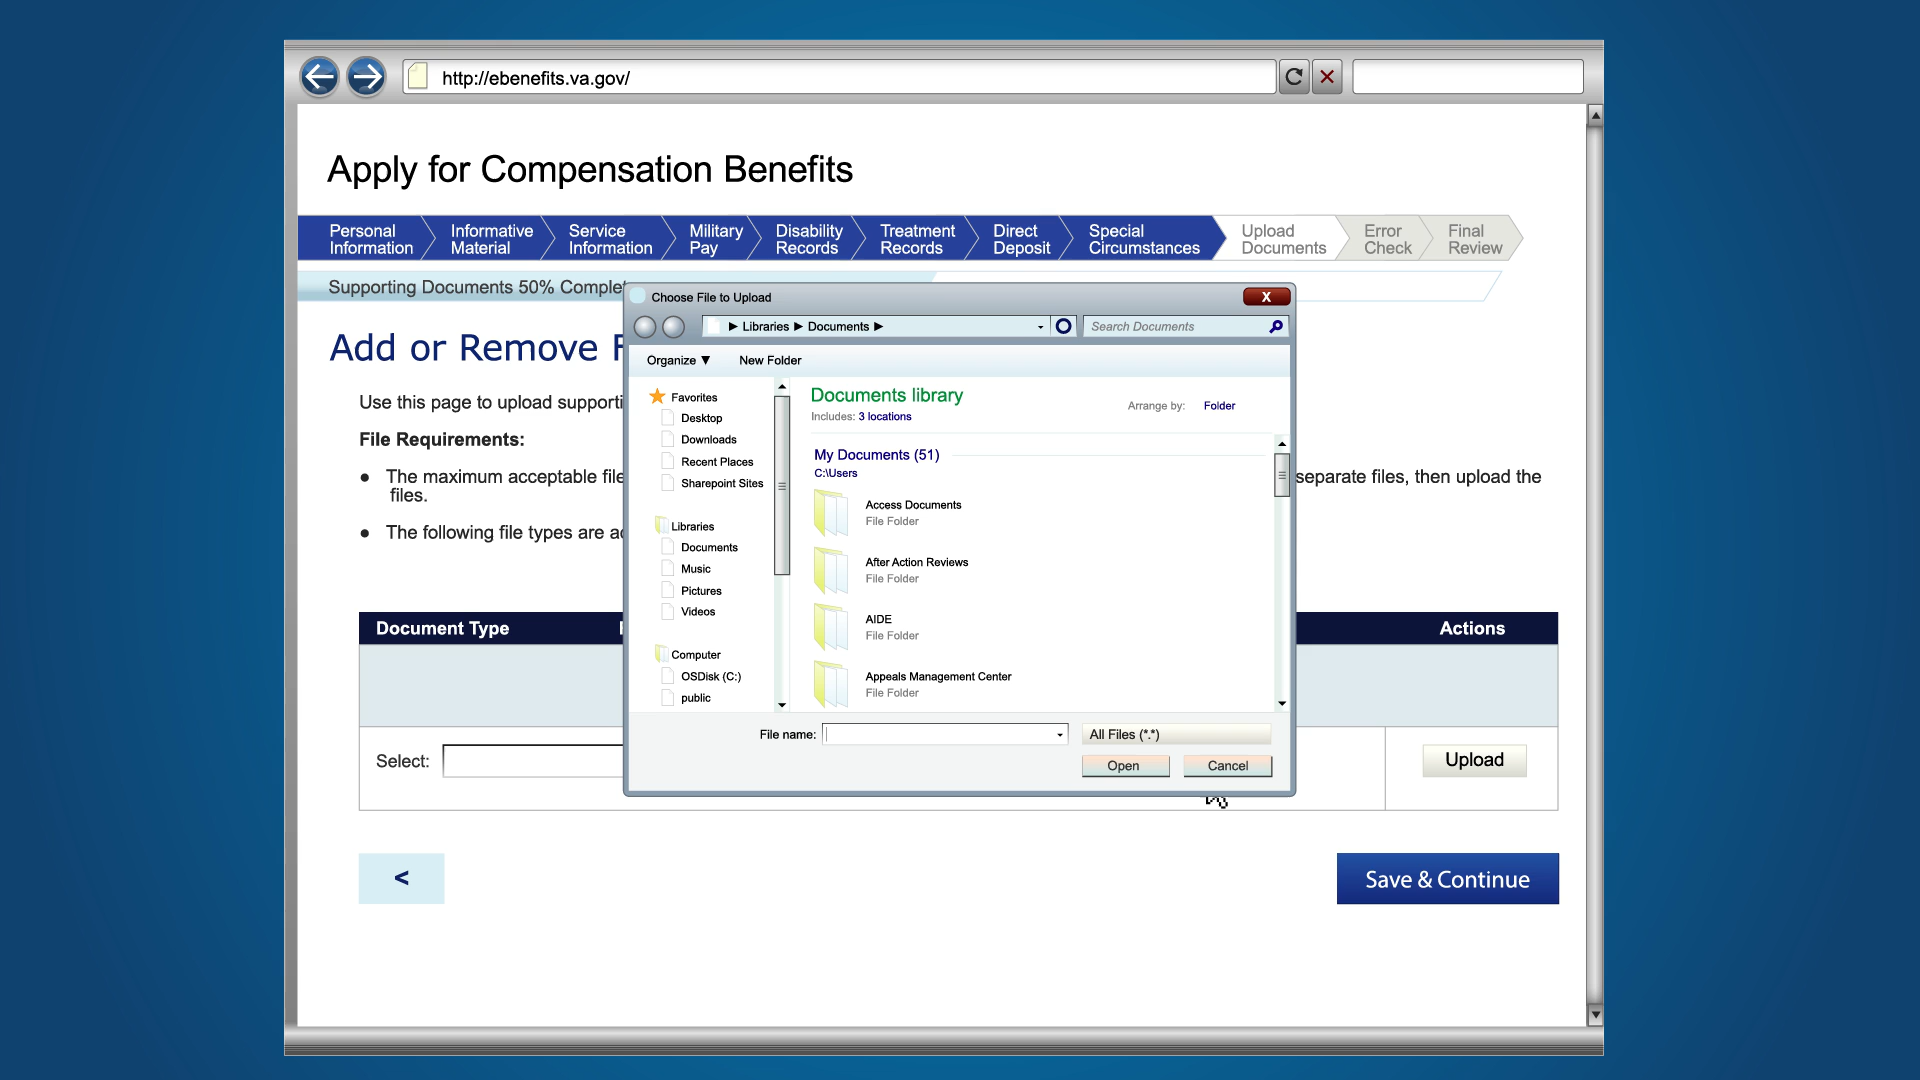 http://ebenefits.va.gov/
X
Apply for Compensation Benefits
Personal Information
Informative Material
Service Information
Military Pay
Disability Records
Treatment Records
Direct Deposit
Special Circumstances
Upload Documents
Error Check
Final Review
Supporting Documents 50%
Add or Remove
Use this page to upload
File Requirements:
● The maximum acceptable
separate files, then upload the
files.
● The following file types are
Document Type
Actions
Select:
Upload
<
Save & Continue
Choose File to Upload
X
▶ Libraries ▶ Documents ▶
Search Documents
Organize ▼ New Folder
Favorites
Desktop
Downloads
Recent Places
Sharepoint Sites
Libraries
Documents
Music
Pictures
Videos
Computer
OSDisk (C:)
public
Documents library
Includes: 3 locations
Arrange by: Folder
My Documents (51)
C:\Users
Access Documents
File Folder
After Action Reviews
File Folder
AIDE
File Folder
Appeals Management Center
File Folder
File name:
All Files (*.*)
Open
Cancel